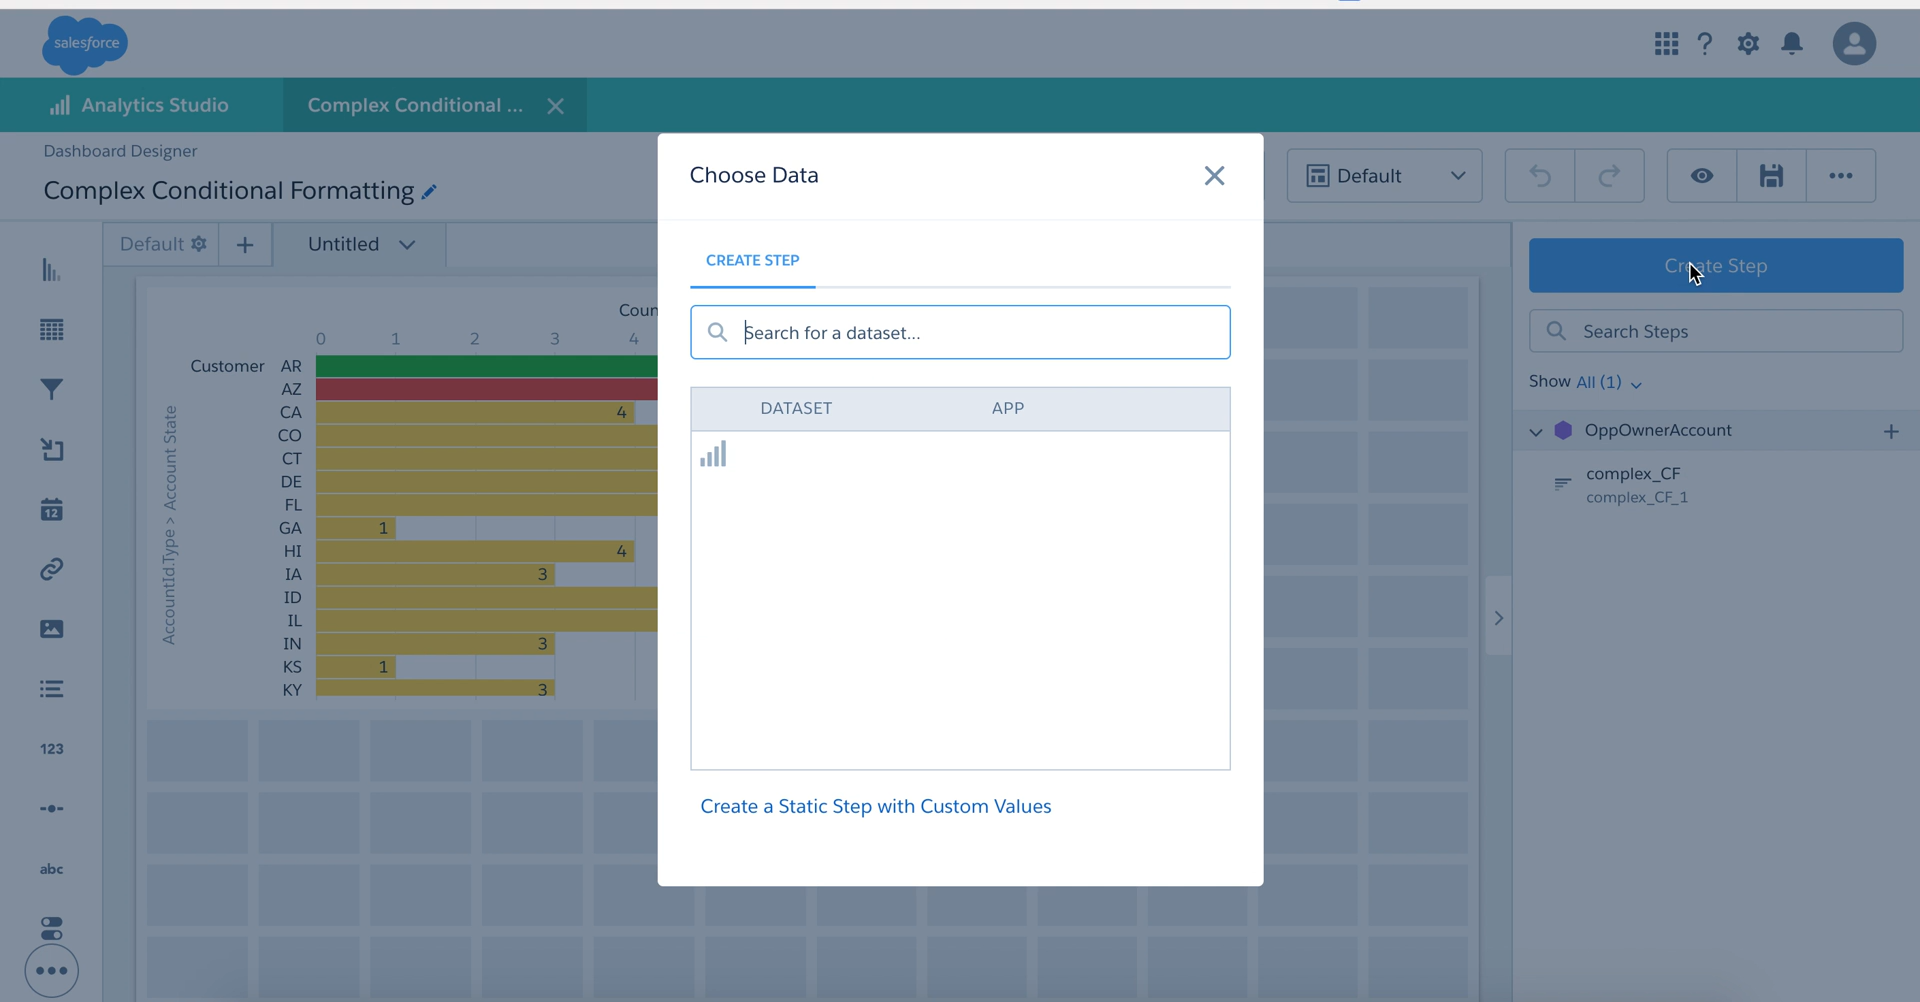 salesforce
Analytics Studio
Complex Conditional ...
Dashboard Designer
Complex Conditional Formatting
Default
Default
Untitled
Coun
0 1 2 3 4
AccountId.Type > Account State
Customer AR
AZ
CA 4
CO
CT
DE
FL
GA 1
HI 4
IA 3
ID
IL
IN 3
KS 1
KY 3
12
123
abc
Choose Data
CREATE STEP
Search for a dataset...
DATASET APP
Create a Static Step with Custom Values
Create Step
Search Steps
Show All (1)
OppOwnerAccount
complex_CF
complex_CF_1